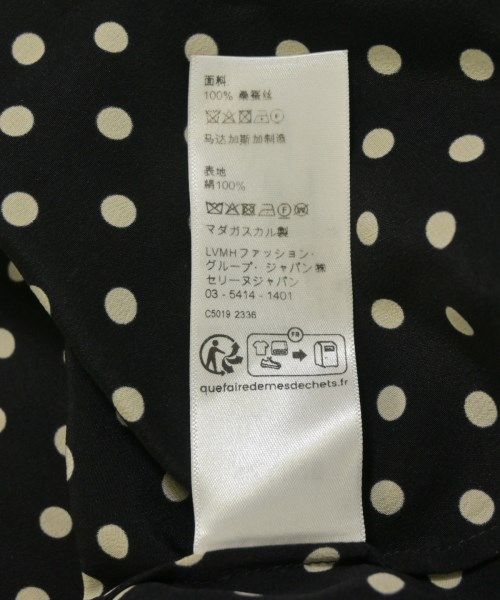 面料
100% 桑蚕丝
马达加斯加制造
表地
絹100%
マダガスカル製
LVMHファッション・
グループ・ジャパン㈱
セリーヌジャパン
03 - 5414 - 1401
C5019 2336
FR
quefairedemesdechets.fr